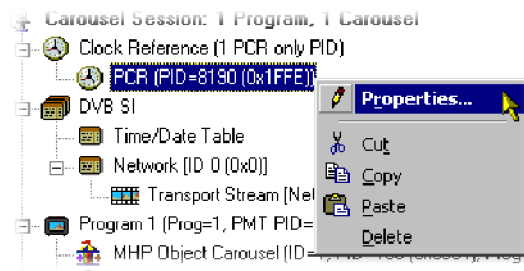 Carousel Session: 1 Program, 1 Carousel
Clock Reference (1 PCR only PID)
PCR (PID=8190 (0x1FFE))
Properties...
DVB SI
Time/Date Table
Cut
Network [ID 0 (0x0)]
Copy
Transport Stream [Net
Paste
Program 1 (Prog=1, PMT PID=
Delete
MHP Object Carousel (ID=